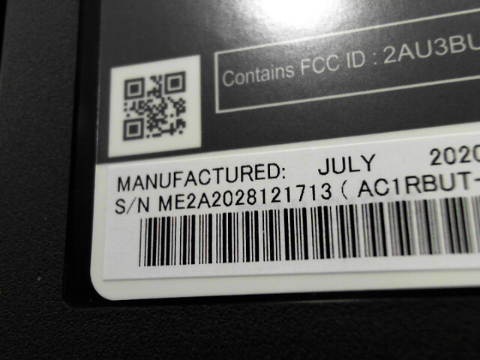 Contains FCC ID : 2AU3BU
MANUFACTURED: JULY 2020
S/N ME2A2028121713 ( AC1RBUT-